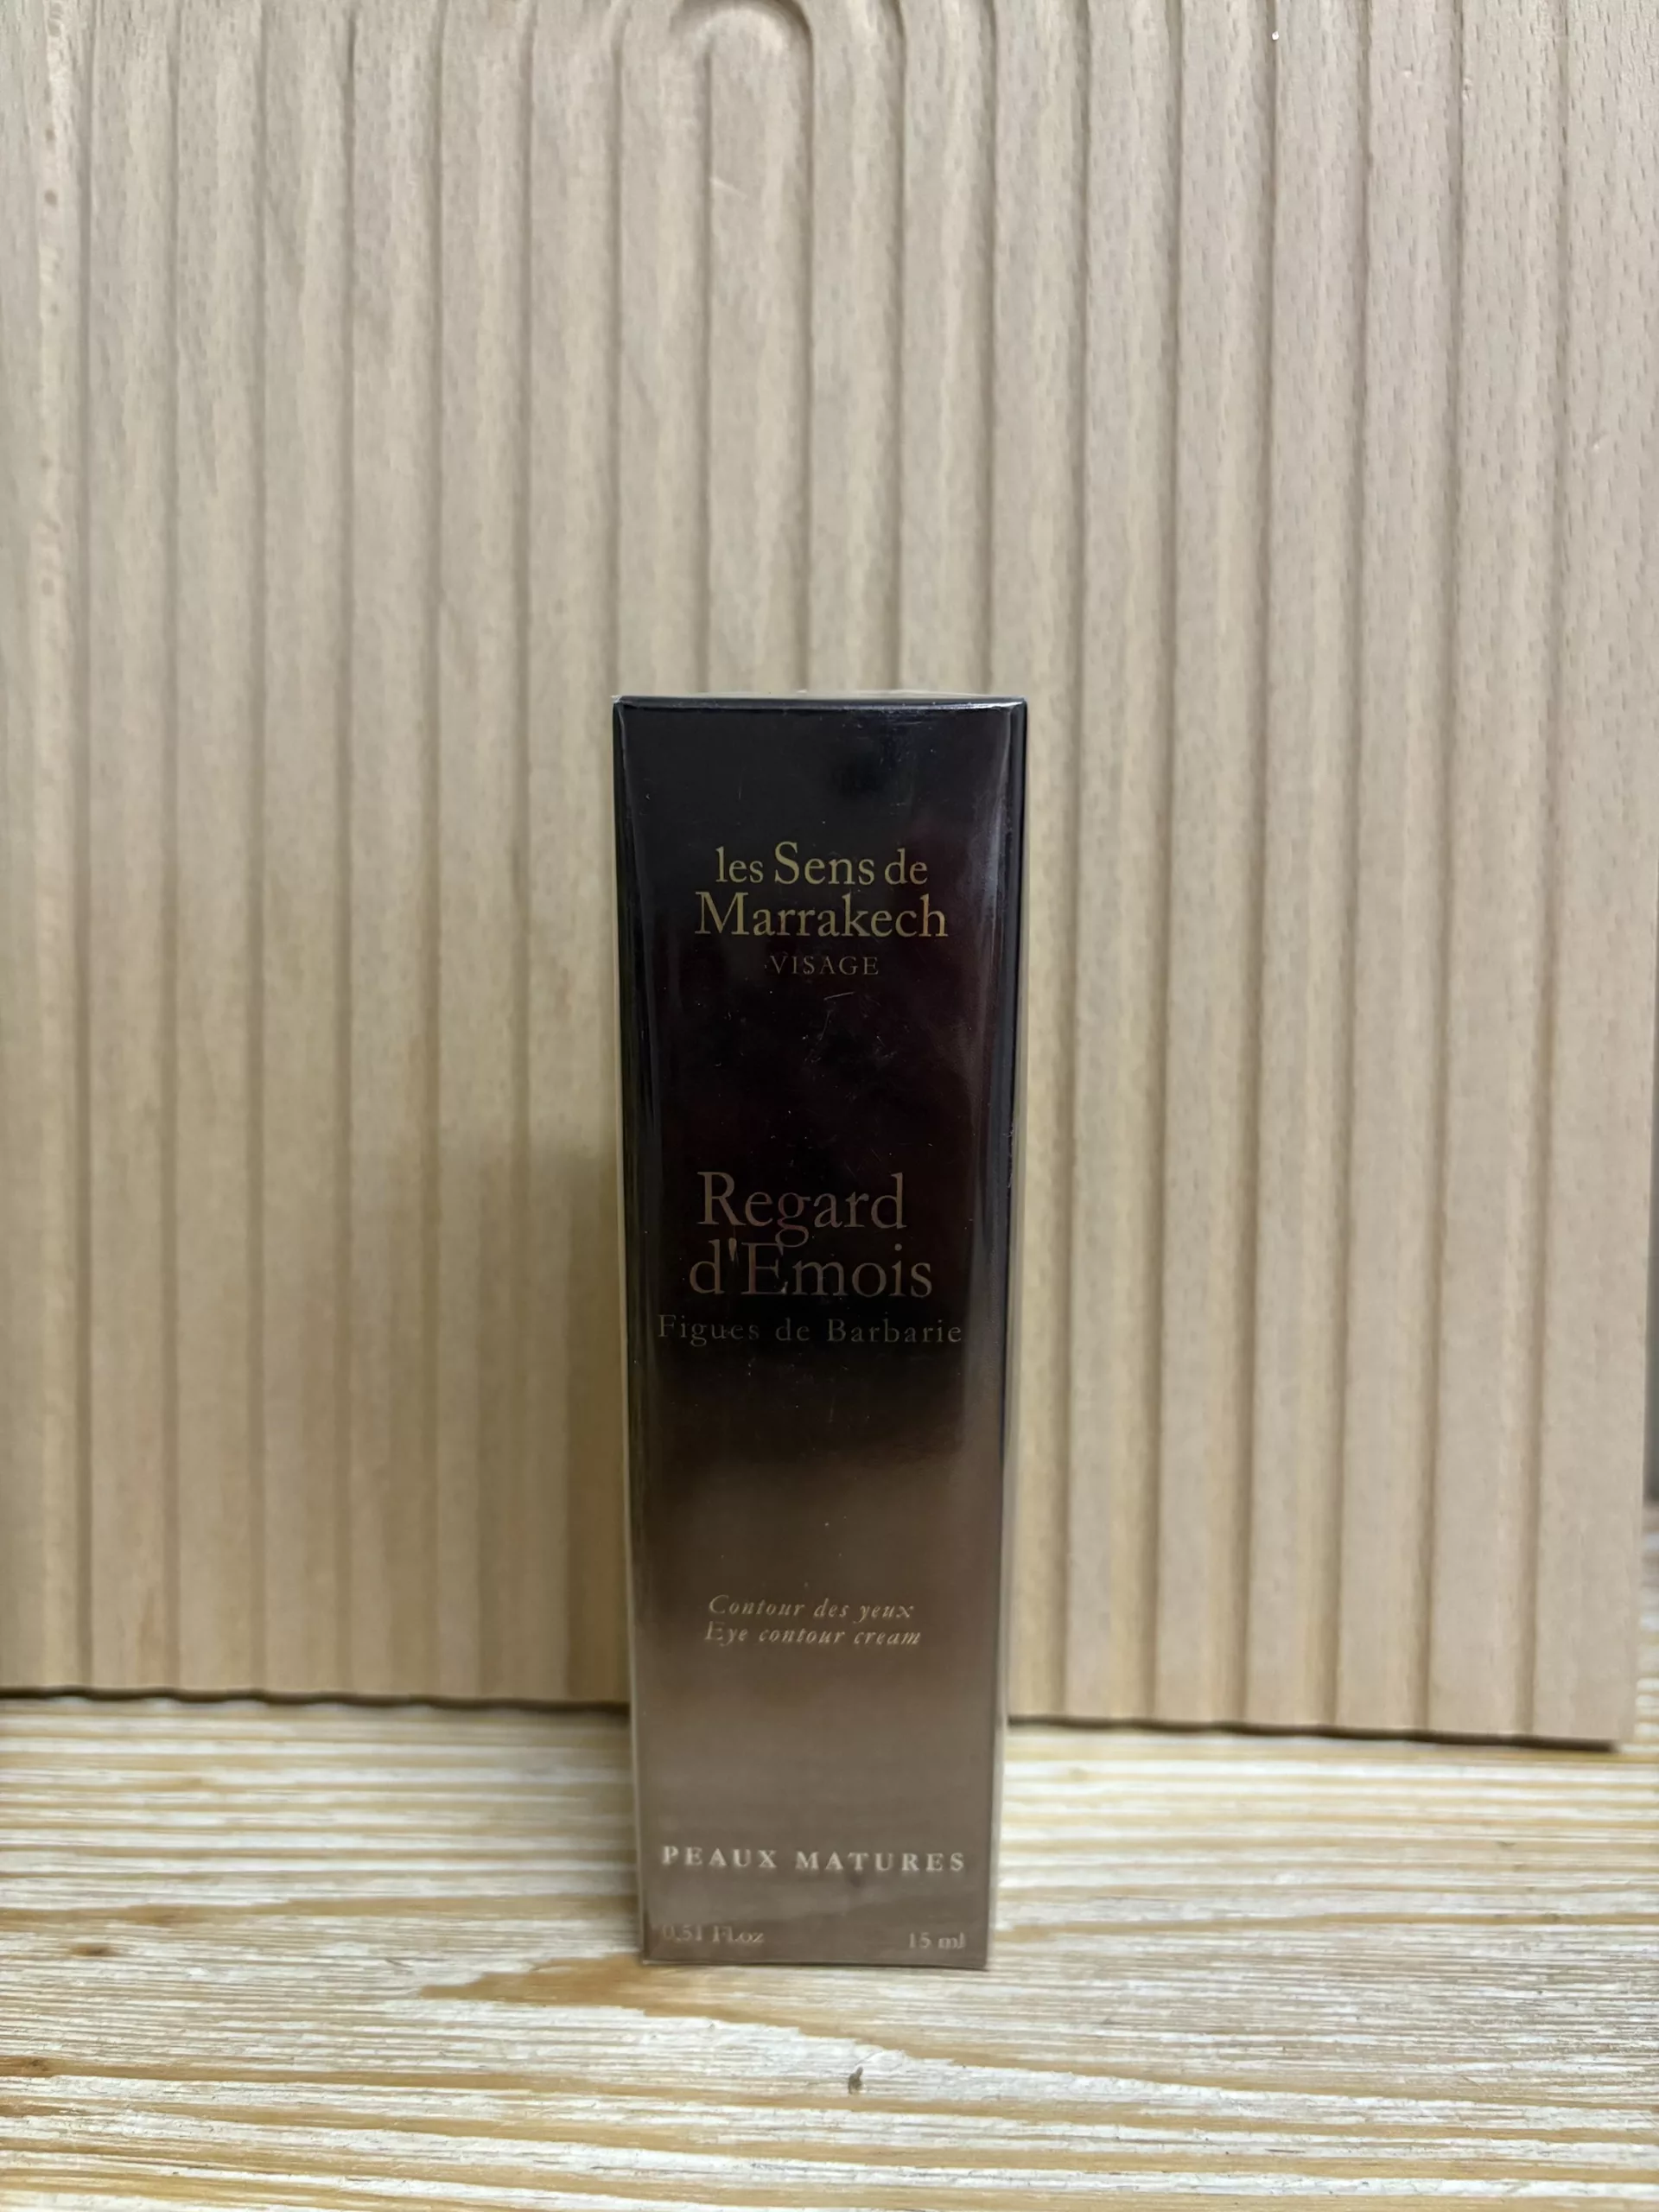 les Sens de
Marrakech
VISAGE
Regard
d'Emois
Figues de Barbarie
Contour des yeux
Eye contour cream
PEAUX MATURES
0,51 Fl.oz 15 ml